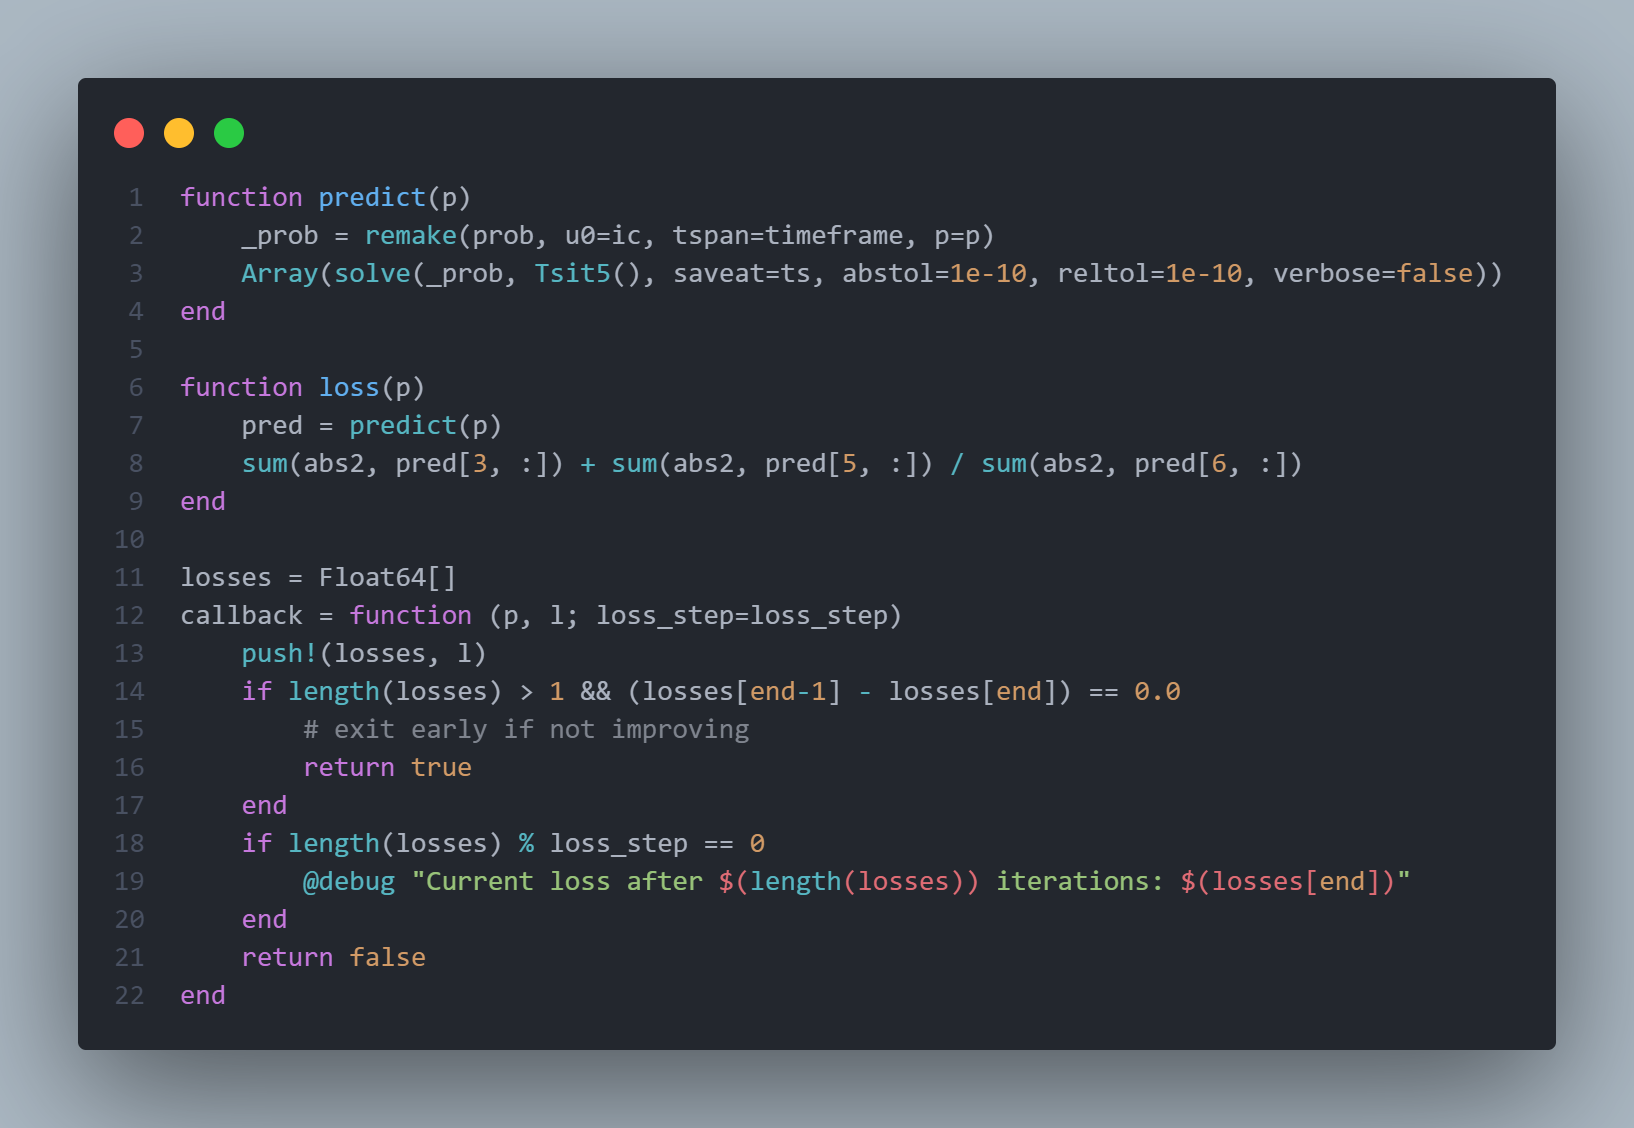 1 function predict(p)
2     _prob = remake(prob, u0=ic, tspan=timeframe, p=p)
3     Array(solve(_prob, Tsit5(), saveat=ts, abstol=1e-10, reltol=1e-10, verbose=false))
4 end
5
6 function loss(p)
7     pred = predict(p)
8     sum(abs2, pred[3, :]) + sum(abs2, pred[5, :]) / sum(abs2, pred[6, :])
9 end
10
11 losses = Float64[]
12 callback = function (p, l; loss_step=loss_step)
13     push!(losses, l)
14     if length(losses) > 1 && (losses[end-1] - losses[end]) == 0.0
15         # exit early if not improving
16         return true
17     end
18     if length(losses) % loss_step == 0
19         @debug "Current loss after $(length(losses)) iterations: $(losses[end])"
20     end
21     return false
22 end